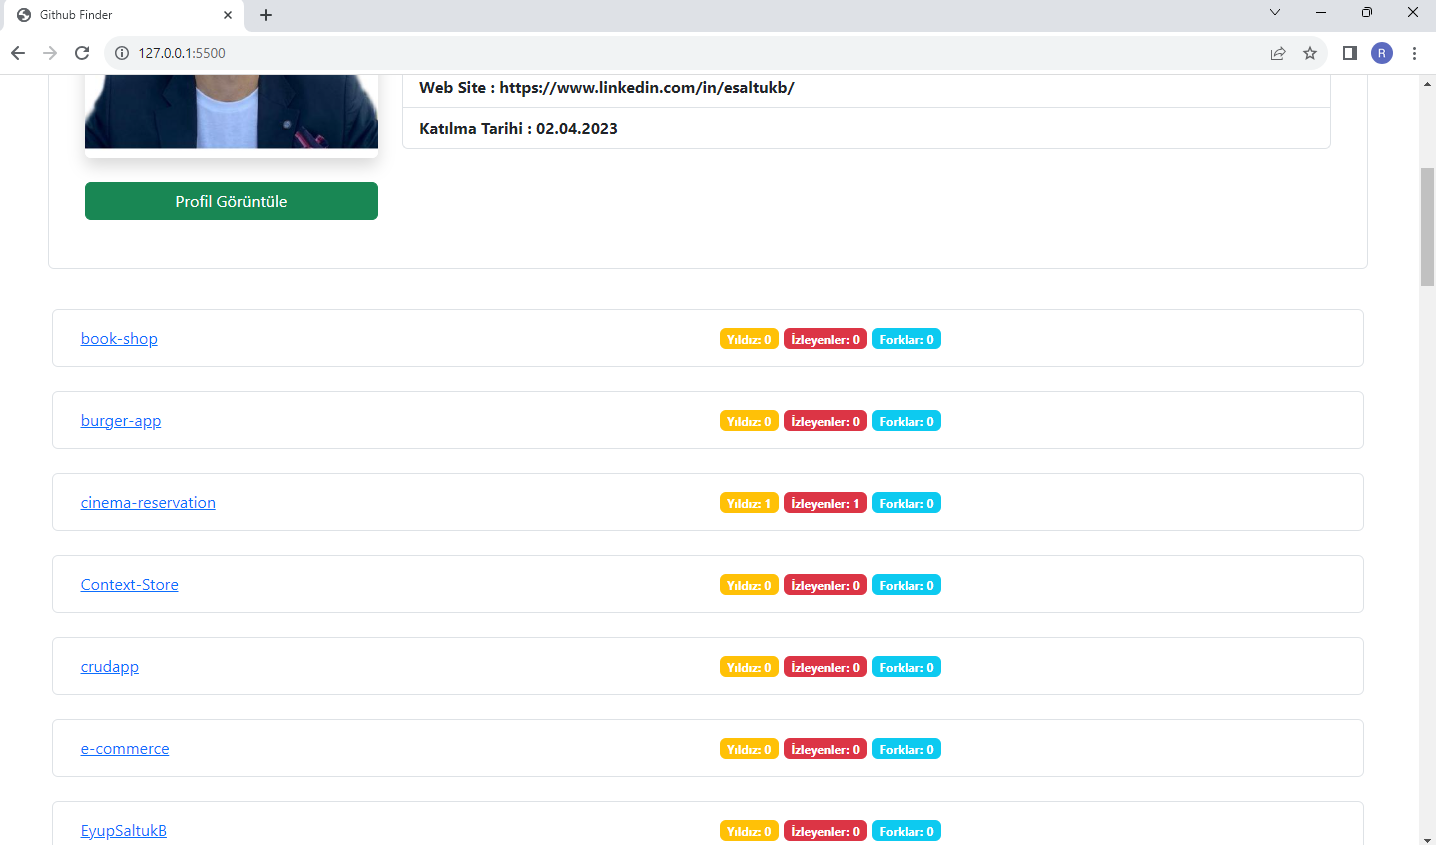 Github Finder
127.0.0.1:5500
R
Web Site : https://www.linkedin.com/in/esaltukb/
Katılma Tarihi : 02.04.2023
Profil Görüntüle
book-shop Yıldız: 0 İzleyenler: 0 Forklar: 0
burger-app Yıldız: 0 İzleyenler: 0 Forklar: 0
cinema-reservation Yıldız: 1 İzleyenler: 1 Forklar: 0
Context-Store Yıldız: 0 İzleyenler: 0 Forklar: 0
crudapp Yıldız: 0 İzleyenler: 0 Forklar: 0
e-commerce Yıldız: 0 İzleyenler: 0 Forklar: 0
EyupSaltukB Yıldız: 0 İzleyenler: 0 Forklar: 0